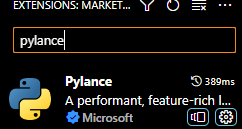 EXTENSIONS: MARKET...
pylance
Pylance
389ms
A performant, feature-rich l...
Microsoft